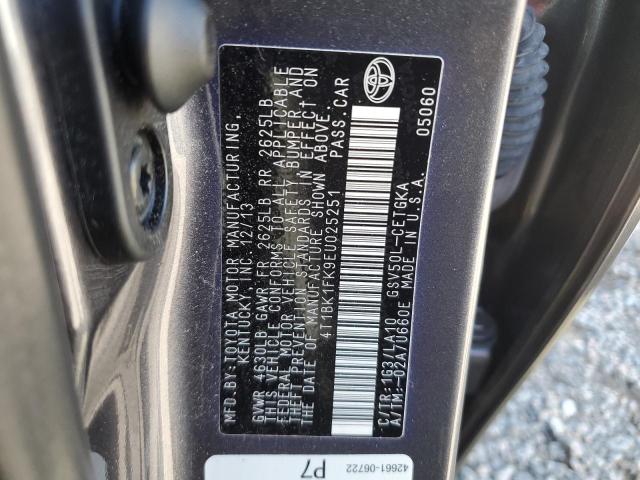 MFD. BY: TOYOTA MOTOR MANUFACTURING,
KENTUCKY, INC. 12/13
GVWR 4630LB GAWR FR 2625LB RR 2625LB
THIS VEHICLE CONFORMS TO ALL APPLICABLE
FEDERAL MOTOR VEHICLE SAFETY, BUMPER AND
THEFT PREVENTION STANDARDS IN EFFECT ON
THE DATE OF MANUFACTURE SHOWN ABOVE.
4T1BK1FK9EU025251 PASS. CAR
C/TR:1G3/LA10 GSV50L-CETGKA
A/TM:-02A/U660E MADE IN U.S.A.
05060
42661-06722
P7